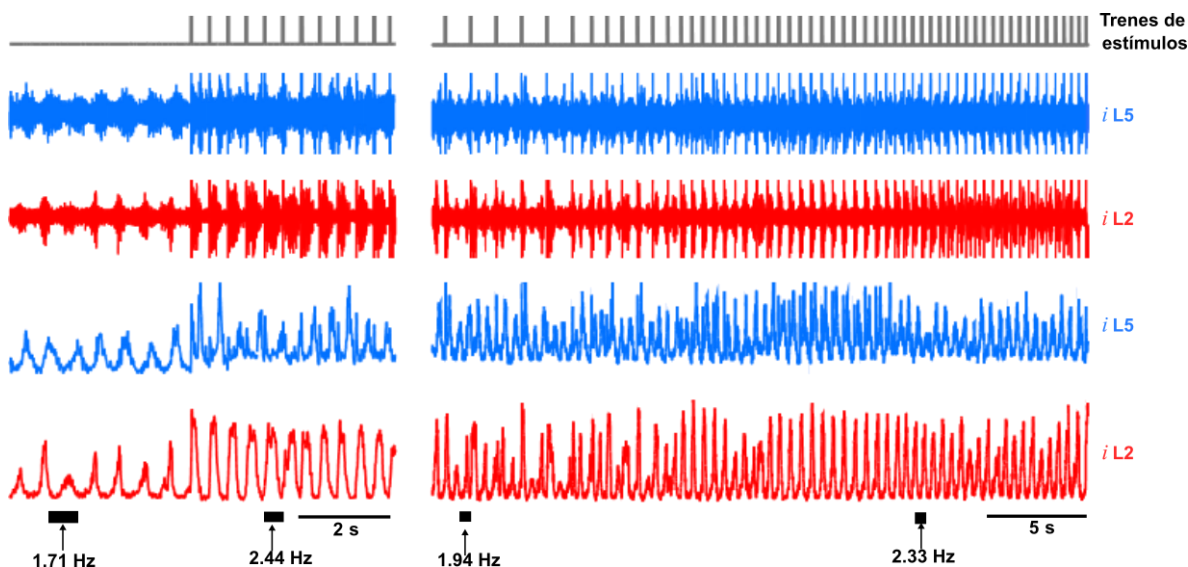 Trenes de
estímulos
i L5
i L2
i L5
i L2
2 s
5 s
1.71 Hz
2.44 Hz
1.94 Hz
2.33 Hz